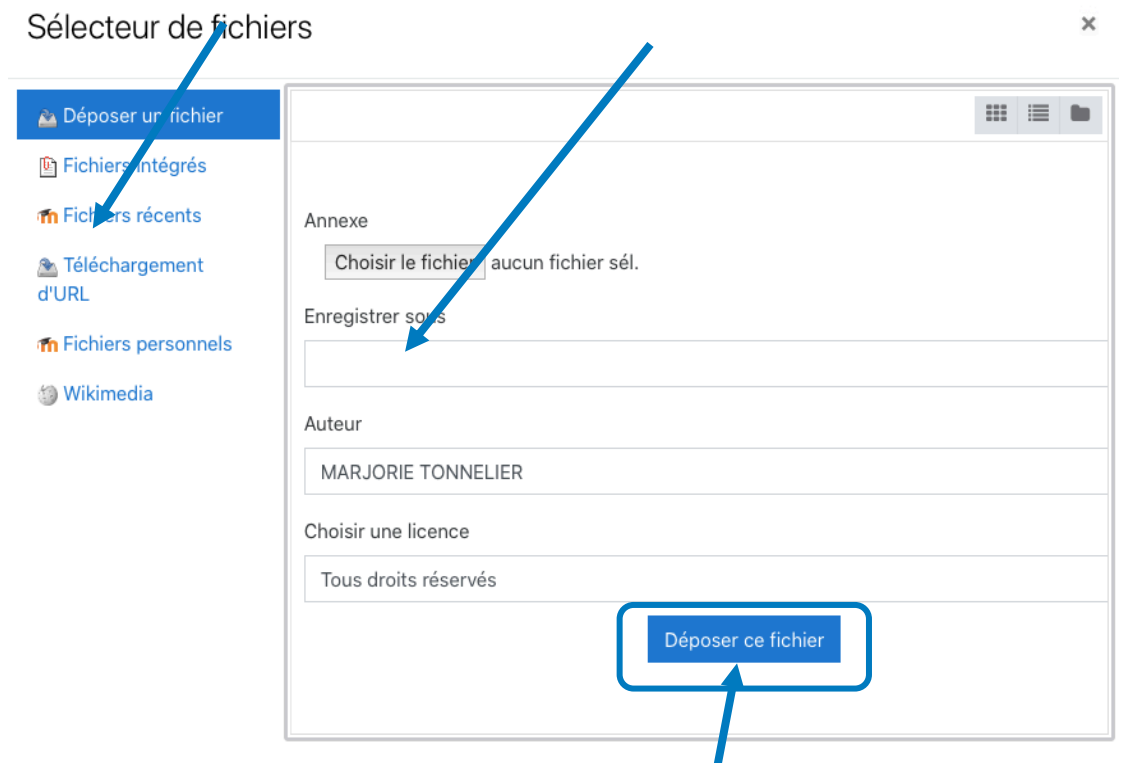 Sélecteur de fichiers
×
Déposer un fichier
Fichiers intégrés
Fichiers récents
Téléchargement
d'URL
Fichiers personnels
Wikimedia
Annexe
Choisir le fichier aucun fichier sél.
Enregistrer sous
Auteur
MARJORIE TONNELIER
Choisir une licence
Tous droits réservés
Déposer ce fichier